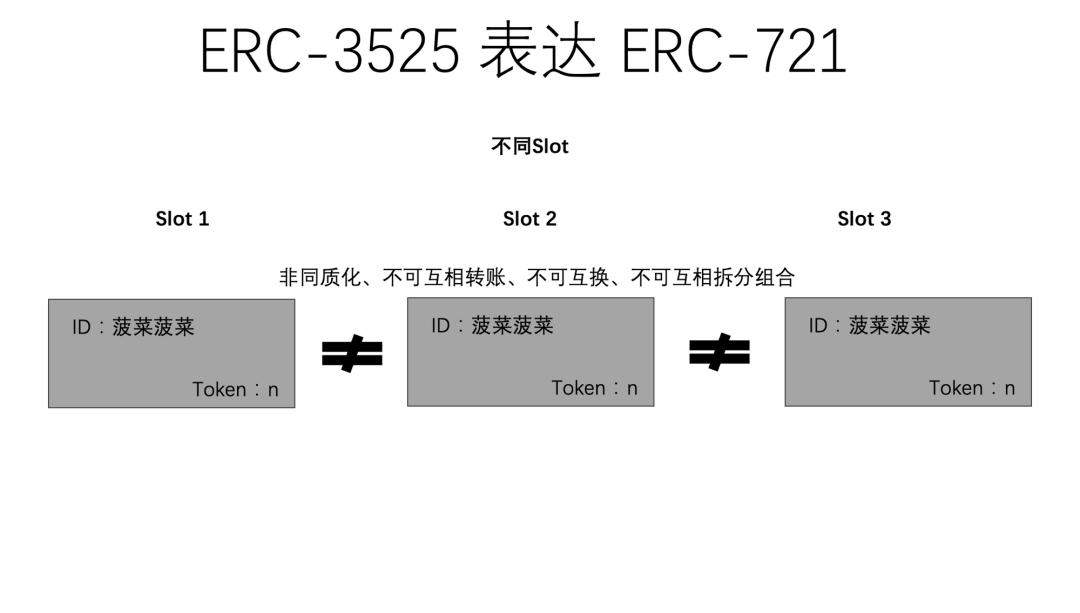 ERC-3525 表达 ERC-721
不同Slot
Slot 1
Slot 2
Slot 3
非同质化、不可互相转账、不可互换、不可互相拆分组合
ID：菠菜菠菜
Token：n
≠
ID：菠菜菠菜
Token：n
≠
ID：菠菜菠菜
Token：n